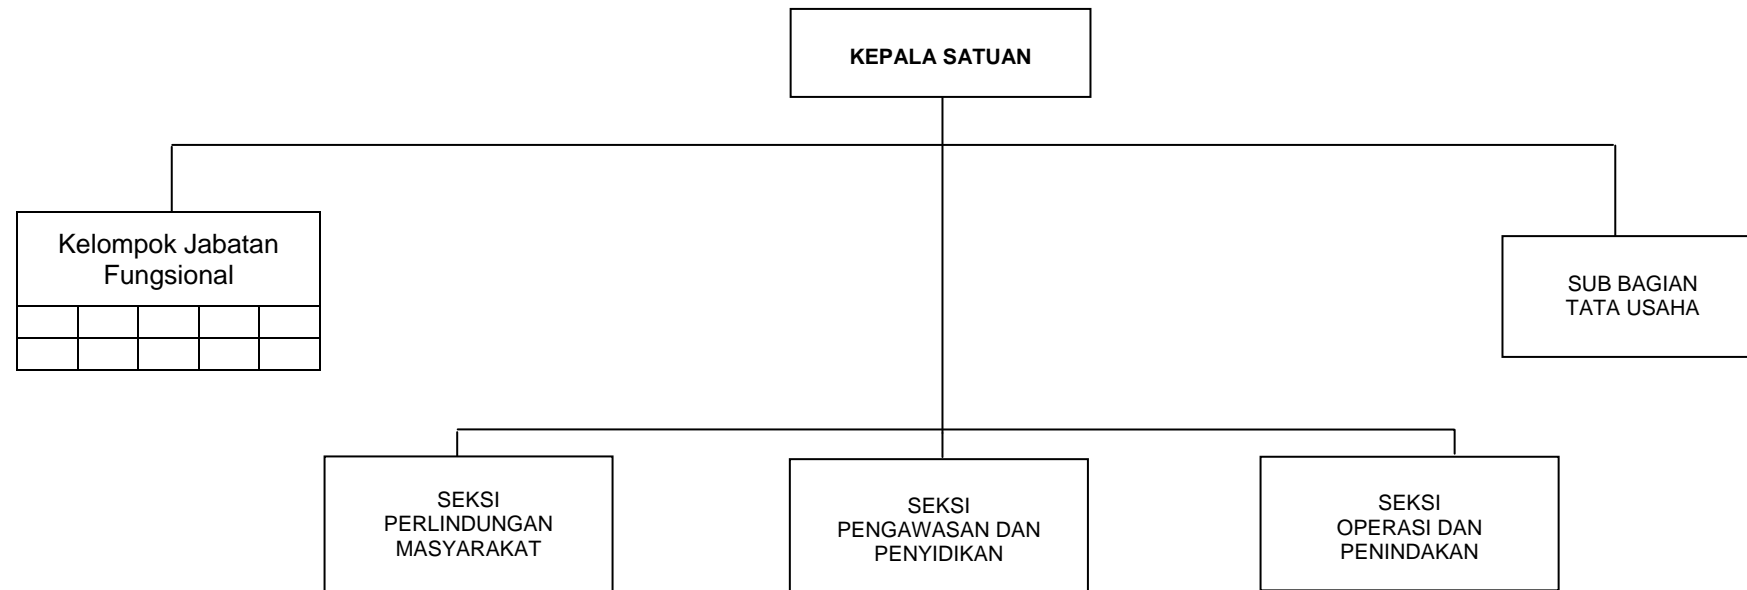 KEPALA SATUAN
Kelompok Jabatan
Fungsional
SUB BAGIAN
TATA USAHA
SEKSI
PERLINDUNGAN
MASYARAKAT
SEKSI
PENGAWASAN DAN
PENYIDIKAN
SEKSI
OPERASI DAN
PENINDAKAN